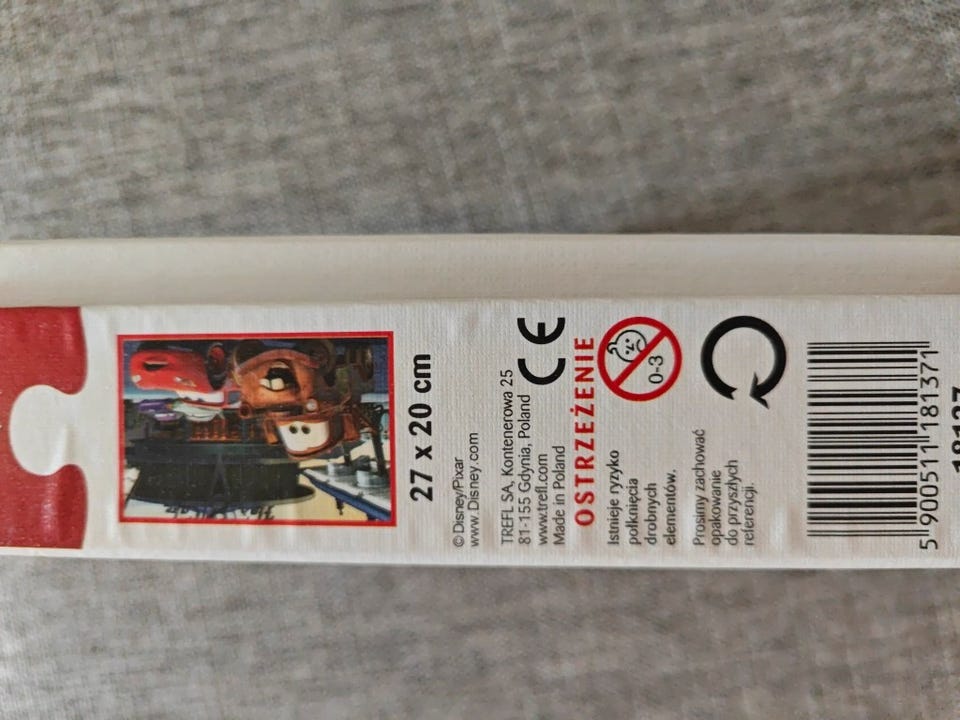 27 x 20 cm
© Disney/Pixar
www.Disney.com
TREFL SA, Kontenerowa 25
81-155 Gdynia, Poland
www.trefl.com
Made in Poland
CE
OSTRZEŻENIE
Istnieje ryzyko
połknięcia
drobnych
elementów.
0-3
Prosimy zachować
opakowanie
do przyszłych
referencji.
5 900511 181371